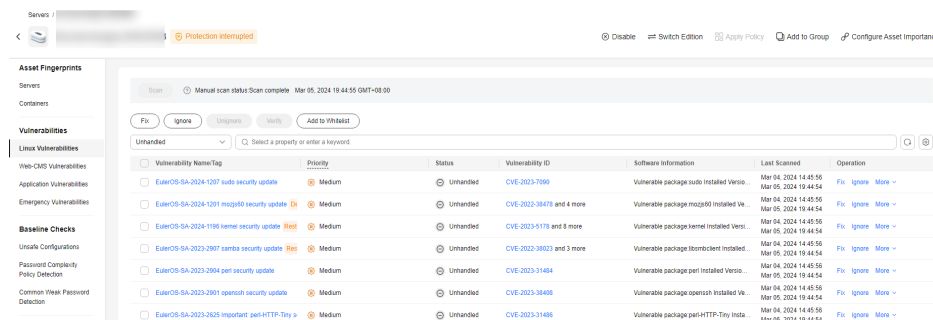 Servers /
Protection interrupted
Disable Switch Edition Apply Policy Add to Group Configure Asset Importanc
Asset Fingerprints
Servers
Containers
Vulnerabilities
Linux Vulnerabilities
Web-CMS Vulnerabilities
Application Vulnerabilities
Emergency Vulnerabilities
Baseline Checks
Unsafe Configurations
Password Complexity
Policy Detection
Common Weak Password
Detection
Scan Manual scan status:Scan complete Mar 05, 2024 19:44:55 GMT+08:00
Fix Ignore Unignore Verify Add to Whitelist
Unhandled Select a property or enter a keyword.
Vulnerability Name/Tag Priority Status Vulnerability ID Software Information Last Scanned Operation
EulerOS-SA-2024-1207 sudo security update Medium Unhandled CVE-2023-7090 Vulnerable package:sudo Installed Versio... Mar 04, 2024 14:45:56 Fix Ignore More
Mar 05, 2024 19:44:54
EulerOS-SA-2024-1201 mozjs60 security update Medium Unhandled CVE-2022-38478 and 4 more Vulnerable package:mozjs60 Installed Ve... Mar 04, 2024 14:45:56 Fix Ignore More
Mar 05, 2024 19:44:54
EulerOS-SA-2024-1196 kernel security update Rest Medium Unhandled CVE-2023-5178 and 8 more Vulnerable package:kernel Installed Versi... Mar 04, 2024 14:45:56 Fix Ignore More
Mar 05, 2024 19:44:54
EulerOS-SA-2023-2907 samba security update Res Medium Unhandled CVE-2022-38023 and 3 more Vulnerable package:libsmbclient Installed... Mar 04, 2024 14:45:56 Fix Ignore More
Mar 05, 2024 19:44:54
EulerOS-SA-2023-2904 perl security update Medium Unhandled CVE-2023-31484 Vulnerable package:perl Installed Versio... Mar 04, 2024 14:45:56 Fix Ignore More
Mar 05, 2024 19:44:54
EulerOS-SA-2023-2901 openssh security update Medium Unhandled CVE-2023-38408 Vulnerable package:openssh Installed Ve... Mar 04, 2024 14:45:56 Fix Ignore More
Mar 05, 2024 19:44:54
EulerOS-SA-2023-2625 Important: perl-HTTP-Tiny s Medium Unhandled CVE-2023-31486 Vulnerable package:perl-HTTP-Tiny Insta... Mar 04, 2024 14:45:56 Fix Ignore More
Mar 05, 2024 19:44:54